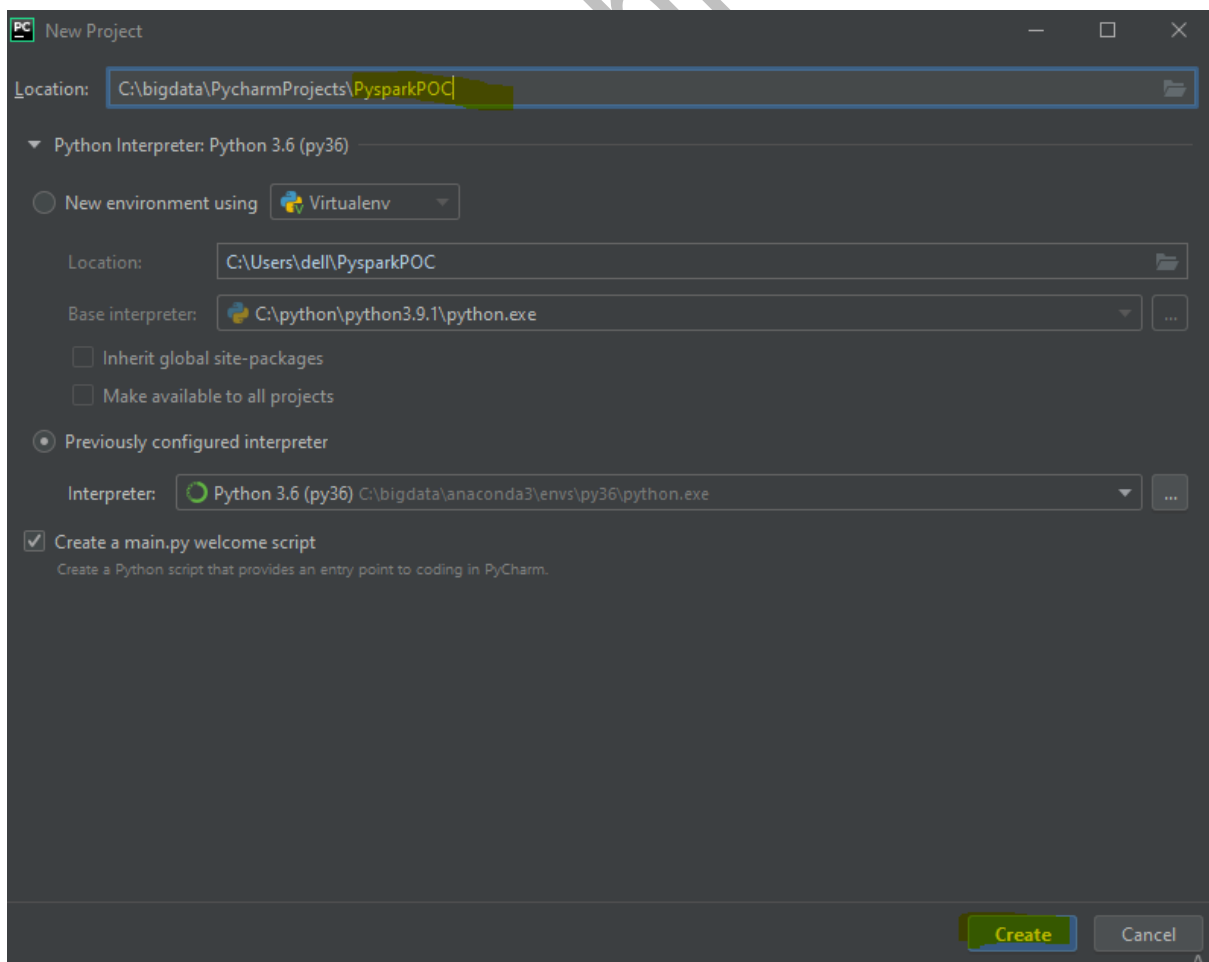 PC New Project
Location: C:\bigdata\PycharmProjects\PysparkPOC
Python Interpreter: Python 3.6 (py36)
New environment using Virtualenv
Location: C:\Users\dell\PysparkPOC
Base interpreter: C:\python\python3.9.1\python.exe ...
Inherit global site-packages
Make available to all projects
Previously configured interpreter
Interpreter: Python 3.6 (py36) C:\bigdata\anaconda3\envs\py36\python.exe ...
Create a main.py welcome script
Create a Python script that provides an entry point to coding in PyCharm.
Create Cancel